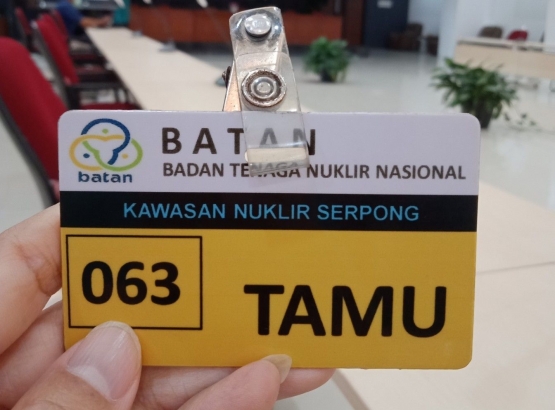 batan
BATAN
BADAN TENAGA NUKLIR NASIONAL
KAWASAN NUKLIR SERPONG
063
TAMU